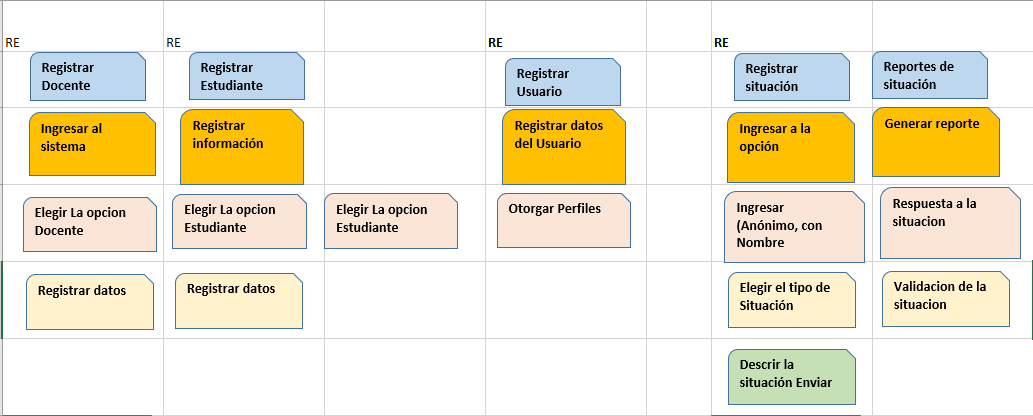 RE
RE
RE
RE
Registrar
Docente
Registrar
Estudiante
Registrar
Usuario
Registrar
situación
Reportes de
situación
Ingresar al
sistema
Registrar
información
Registrar datos
del Usuario
Ingresar a la
opción
Generar reporte
Elegir La opcion
Docente
Elegir La opcion
Estudiante
Elegir La opcion
Estudiante
Otorgar Perfiles
Ingresar
(Anónimo, con
Nombre
Respuesta a la
situacion
Registrar datos
Registrar datos
Elegir el tipo de
Situación
Validacion de la
situacion
Descrir la
situación Enviar